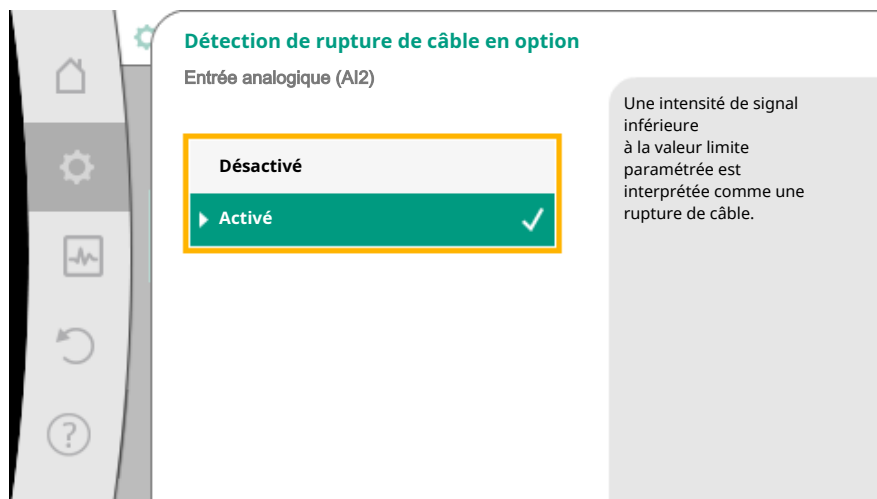 Détection de rupture de câble en option
Entrée analogique (AI2)
Désactivé
Activé
Une intensité de signal
inférieure
à la valeur limite
paramétrée est
interprétée comme une
rupture de câble.
?